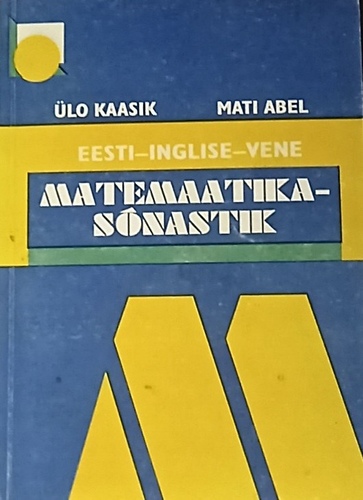 ÜLO KAASIK MATI ABEL
EESTI–INGLISE–VENE
MATEMAATIKA-
SÕNASTIK